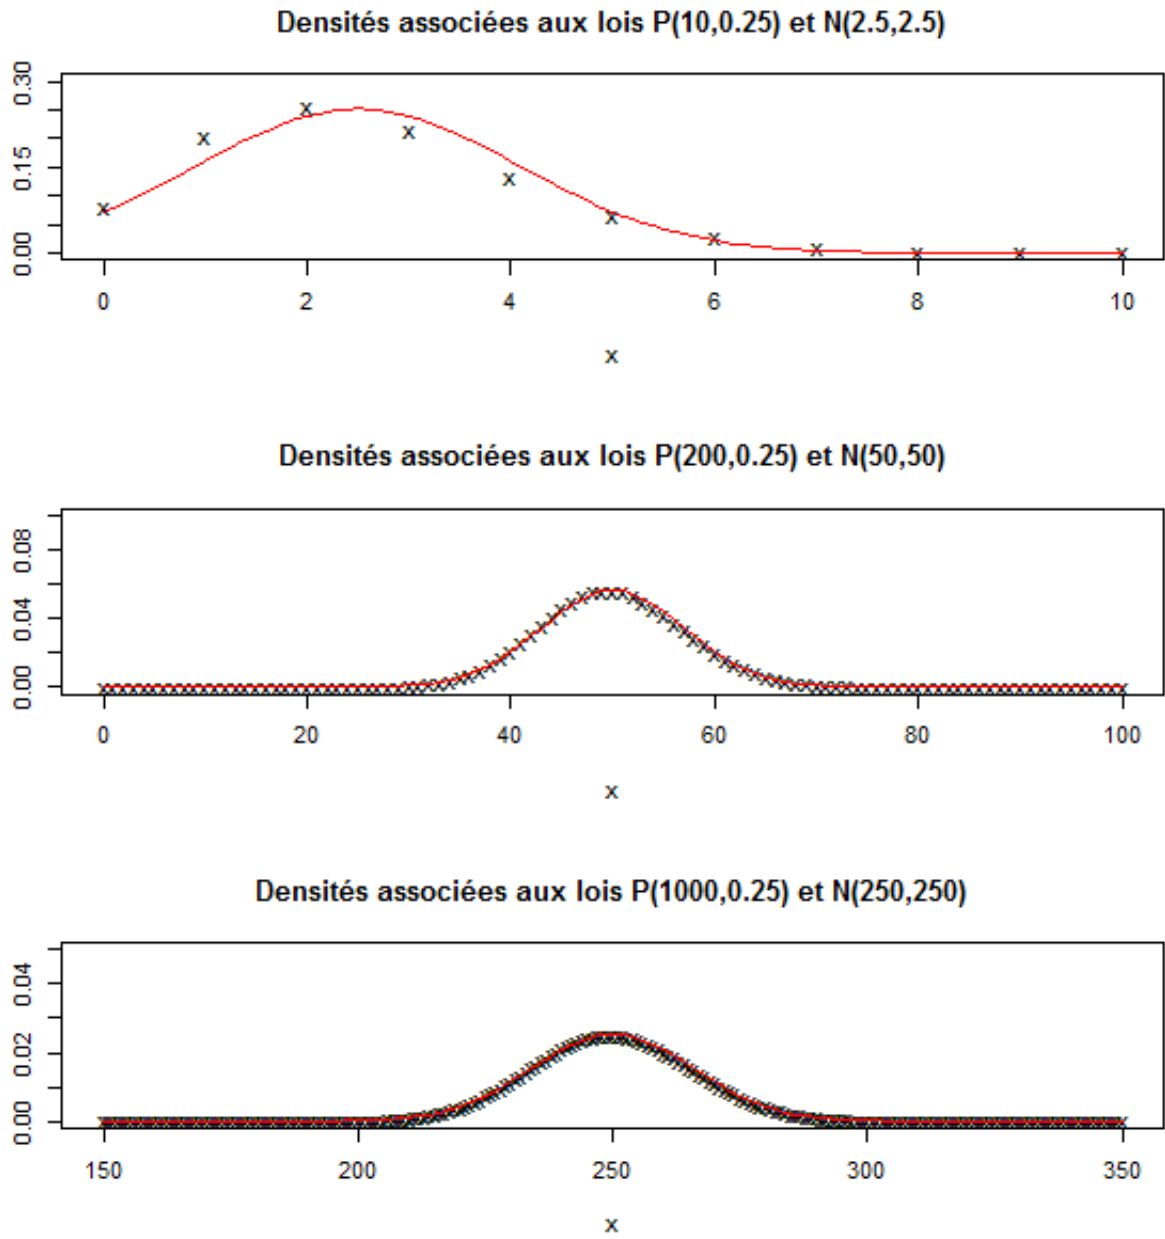 Densités associées aux lois P(10,0.25) et N(2.5,2.5)
0.30
0.15
0.00
0 2 4 6 8 10
x
Densités associées aux lois P(200,0.25) et N(50,50)
0.08
0.04
0.00
0 20 40 60 80 100
x
Densités associées aux lois P(1000,0.25) et N(250,250)
0.04
0.02
0.00
150 200 250 300 350
x